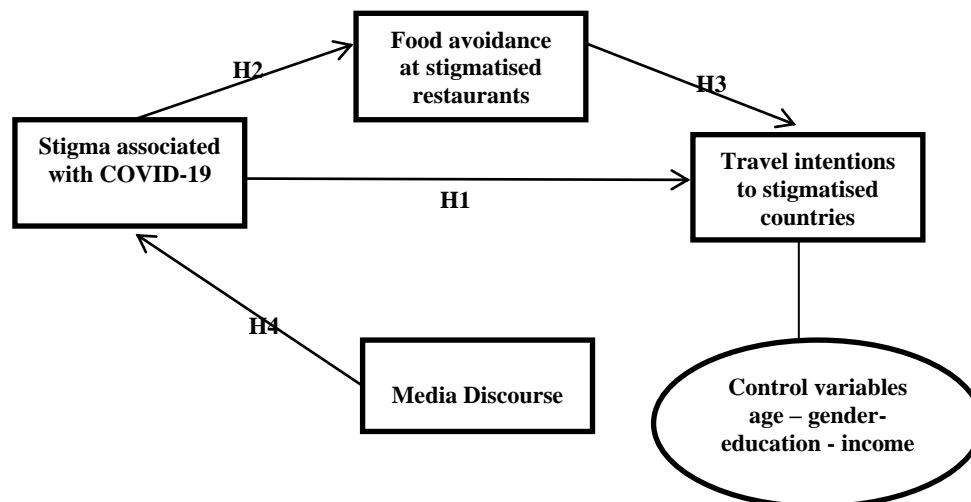 Food avoidance
at stigmatised
restaurants
H2
H3
Stigma associated
with COVID-19
Travel intentions
to stigmatised
countries
H1
H4
Media Discourse
Control variables
age – gender-
education - income